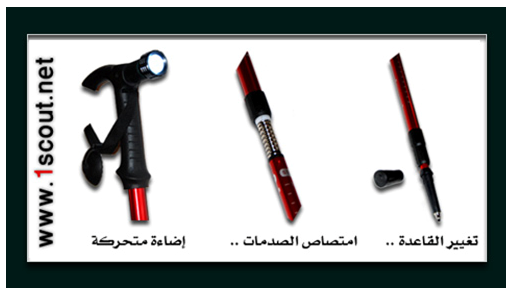 www.1scout.net
تغيير القاعدة ..
امتصاص الصدمات ..
إضاءة متحركة